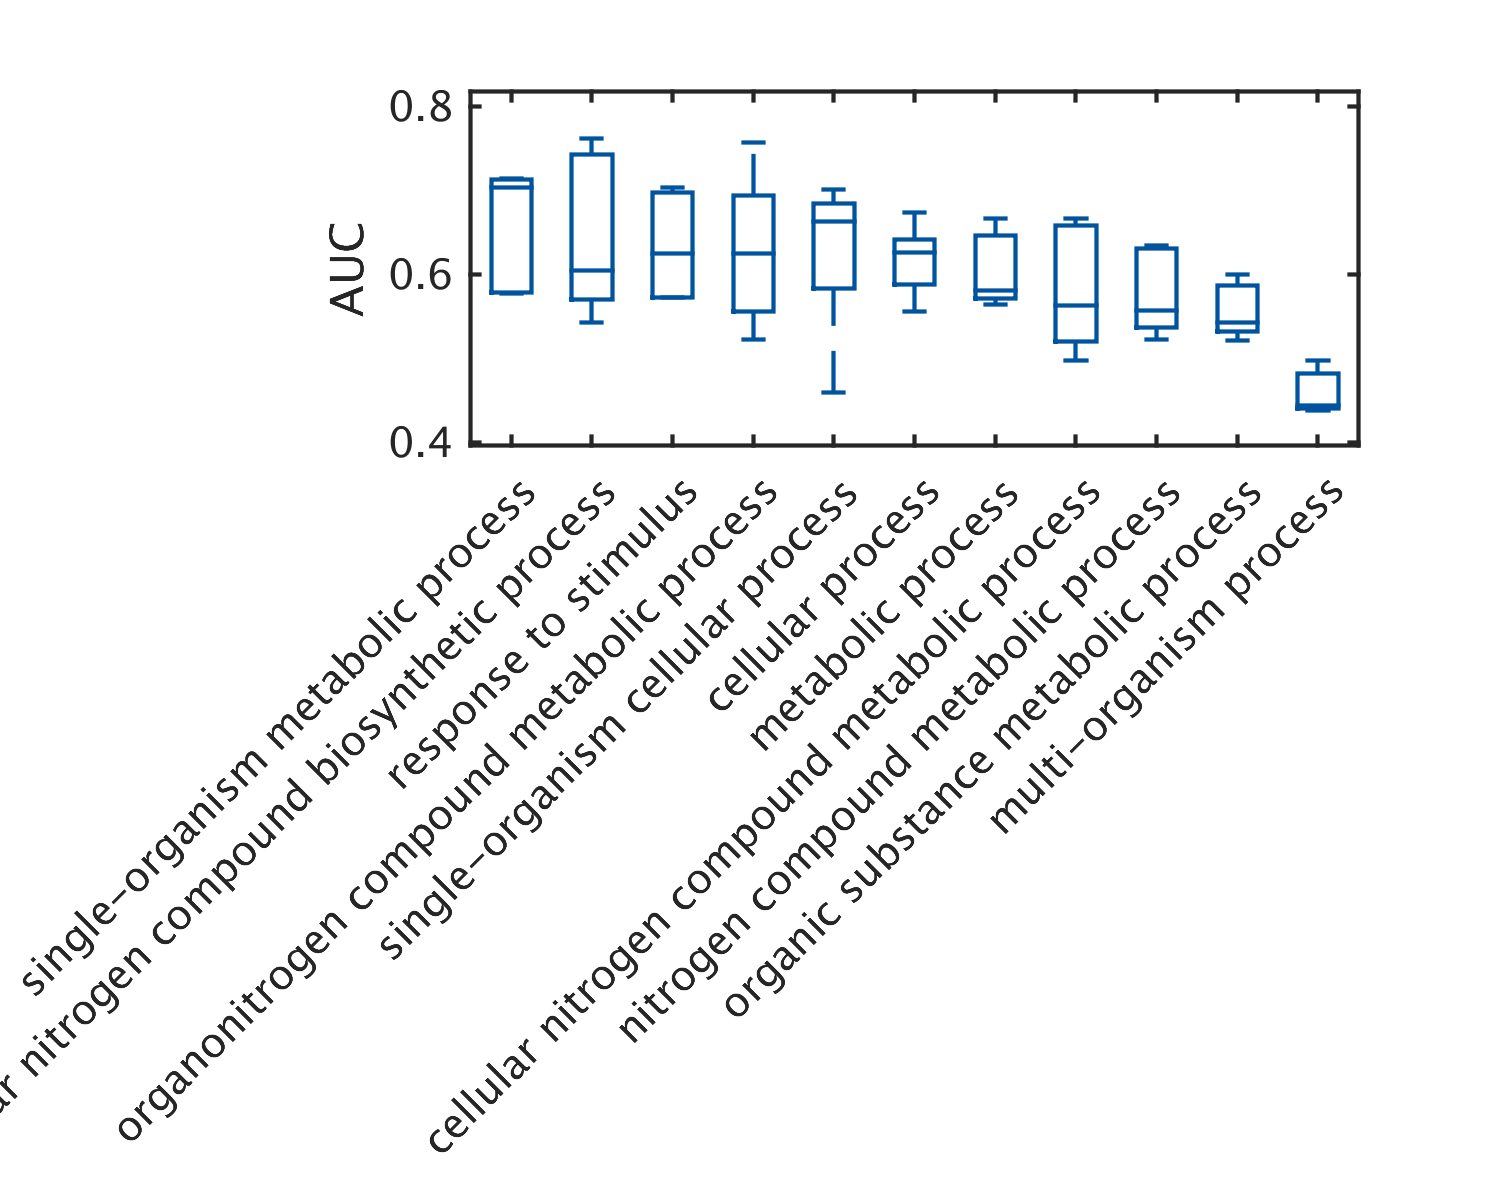 0.8
AUC
0.6
0.4
single–organism metabolic process
nitrogen compound biosynthetic process
response to stimulus
organonitrogen compound metabolic process
single–organism cellular process
cellular process
metabolic process
cellular nitrogen compound metabolic process
nitrogen compound metabolic process
organic substance metabolic process
multi–organism process